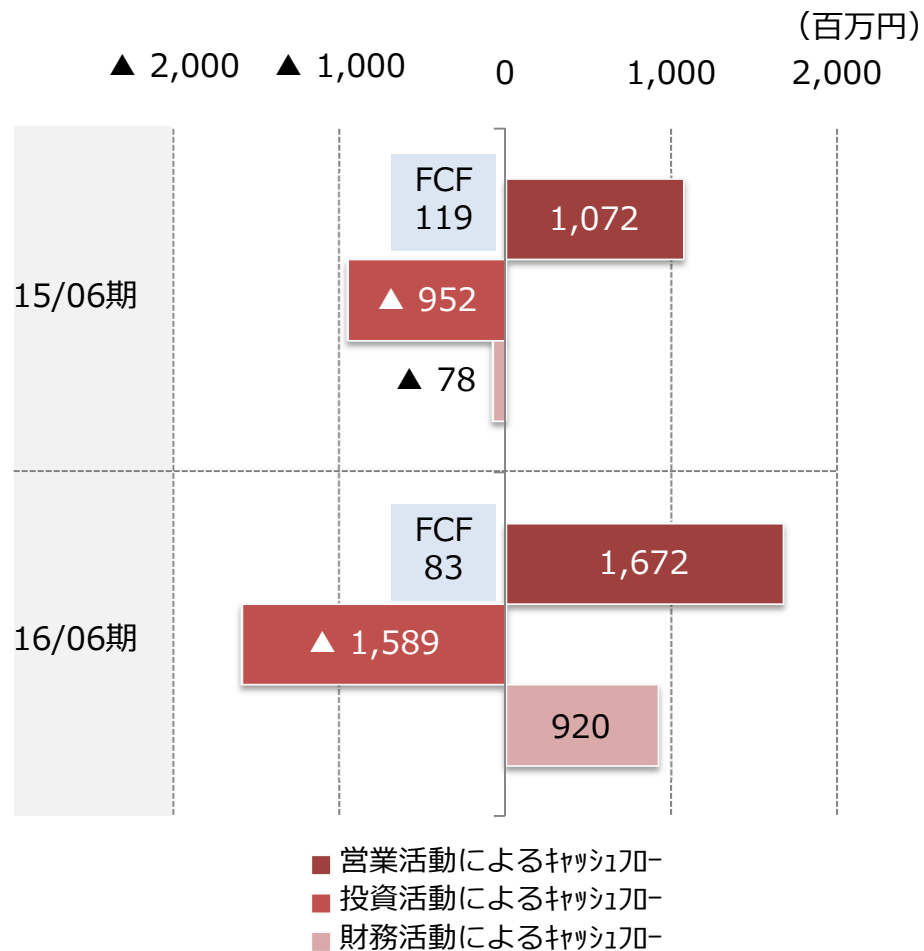 （百万円）
▲ 2,000 ▲ 1,000 0 1,000 2,000
15/06期
FCF
119
1,072
▲ 952
▲ 78
16/06期
FCF
83
1,672
▲ 1,589
920
■ 営業活動によるｷｬｯｼｭﾌﾛｰ
■ 投資活動によるｷｬｯｼｭﾌﾛｰ
■ 財務活動によるｷｬｯｼｭﾌﾛｰ